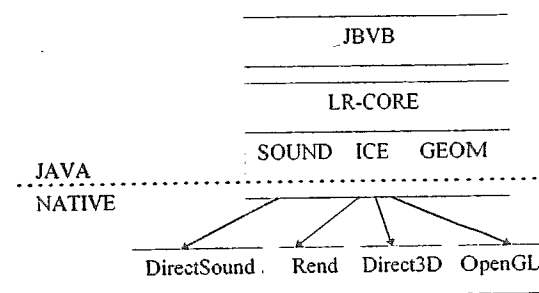 JBVB
LR-CORE
SOUND ICE GEOM
JAVA
NATIVE
DirectSound Rend Direct3D OpenGL